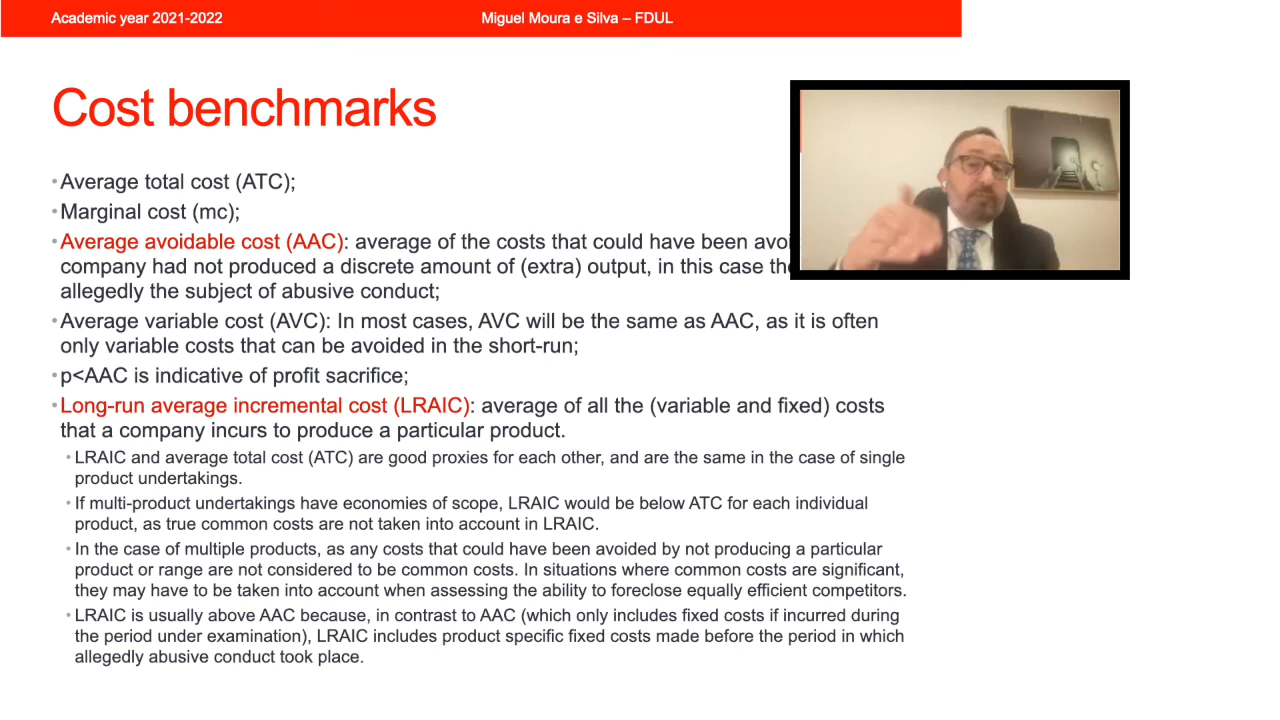 Academic year 2021-2022 Miguel Moura e Silva – FDUL
Cost benchmarks
•Average total cost (ATC);
•Marginal cost (mc);
•Average avoidable cost (AAC): average of the costs that could have been
company had not produced a discrete amount of (extra) output, in this case
allegedly the subject of abusive conduct;
•Average variable cost (AVC): In most cases, AVC will be the same as AAC, as it is often
only variable costs that can be avoided in the short-run;
•p<AAC is indicative of profit sacrifice;
•Long-run average incremental cost (LRAIC): average of all the (variable and fixed) costs
that a company incurs to produce a particular product.
•LRAIC and average total cost (ATC) are good proxies for each other, and are the same in the case of single
product undertakings.
•If multi-product undertakings have economies of scope, LRAIC would be below ATC for each individual
product, as true common costs are not taken into account in LRAIC.
•In the case of multiple products, as any costs that could have been avoided by not producing a particular
product or range are not considered to be common costs. In situations where common costs are significant,
they may have to be taken into account when assessing the ability to foreclose equally efficient competitors.
•LRAIC is usually above AAC because, in contrast to AAC (which only includes fixed costs if incurred during
the period under examination), LRAIC includes product specific fixed costs made before the period in which
allegedly abusive conduct took place.